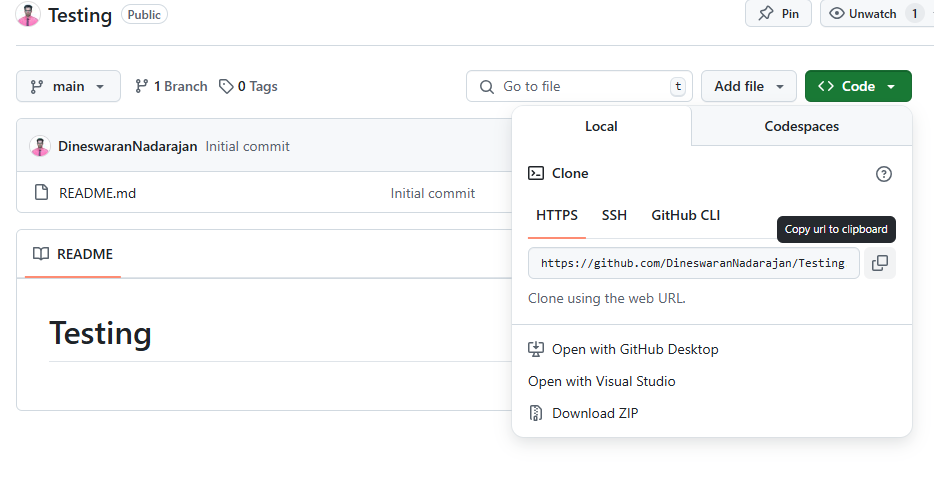 Testing Public Pin Unwatch 1
main 1 Branch 0 Tags Go to file t Add file Code
Local Codespaces
DineswaranNadarajan Initial commit
Clone
README.md Initial commit
HTTPS SSH GitHub CLI
Copy url to clipboard
README
https://github.com/DineswaranNadarajan/Testing
Clone using the web URL.
Testing
Open with GitHub Desktop
Open with Visual Studio
Download ZIP